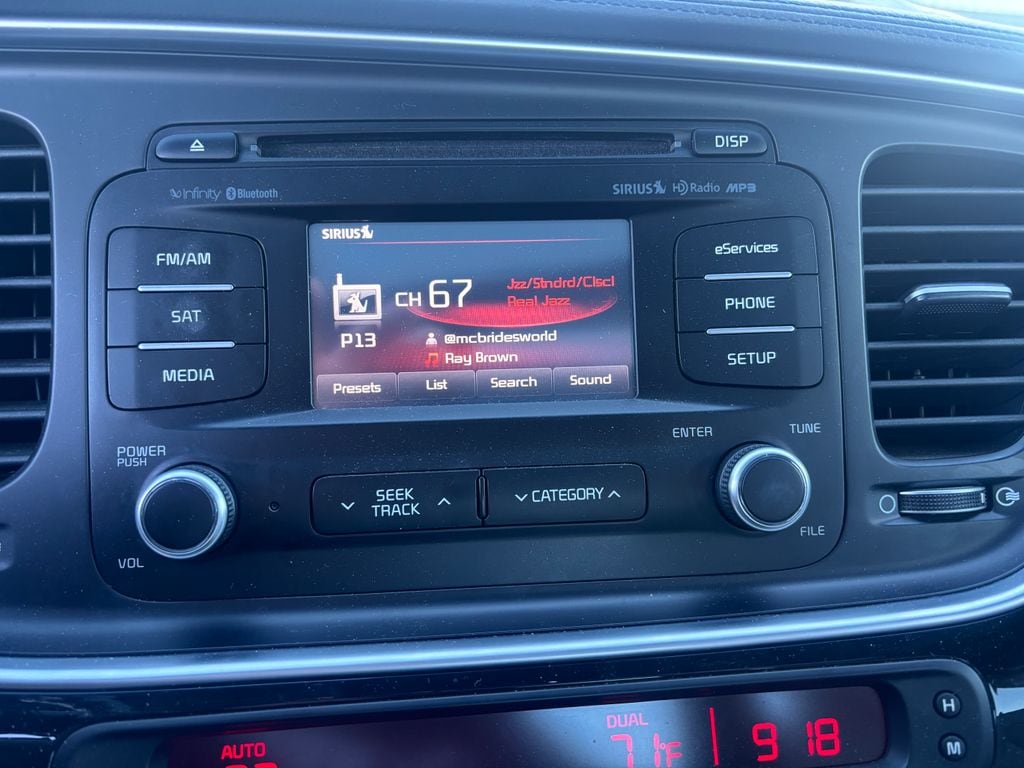 DISP
Infinity Bluetooth
SIRIUS HD Radio MP3
FM/AM
SAT
MEDIA
SIRIUS
CH 67
Jzz/Stndrd/Clscl
Real Jazz
P13
@mcbridesworld
Ray Brown
Presets List Search Sound
eServices
PHONE
SETUP
POWER
PUSH
VOL
SEEK
TRACK
CATEGORY
ENTER
TUNE
FILE
AUTO
DUAL
71°F
9 18
H
M